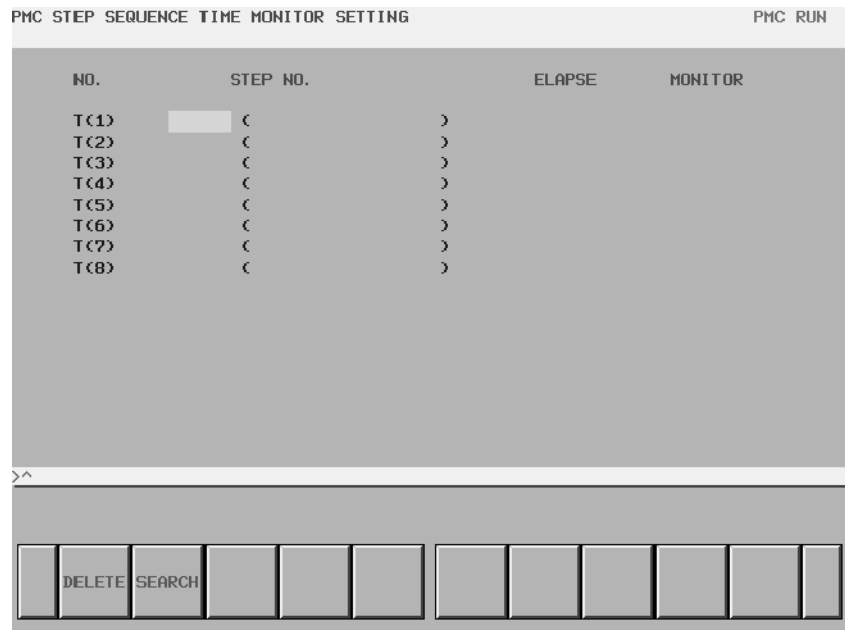 PMC STEP SEQUENCE TIME MONITOR SETTING PMC RUN
NO. STEP NO. ELAPSE MONITOR
T(1) ( )
T(2) ( )
T(3) ( )
T(4) ( )
T(5) ( )
T(6) ( )
T(7) ( )
T(8) ( )
>^
DELETE SEARCH